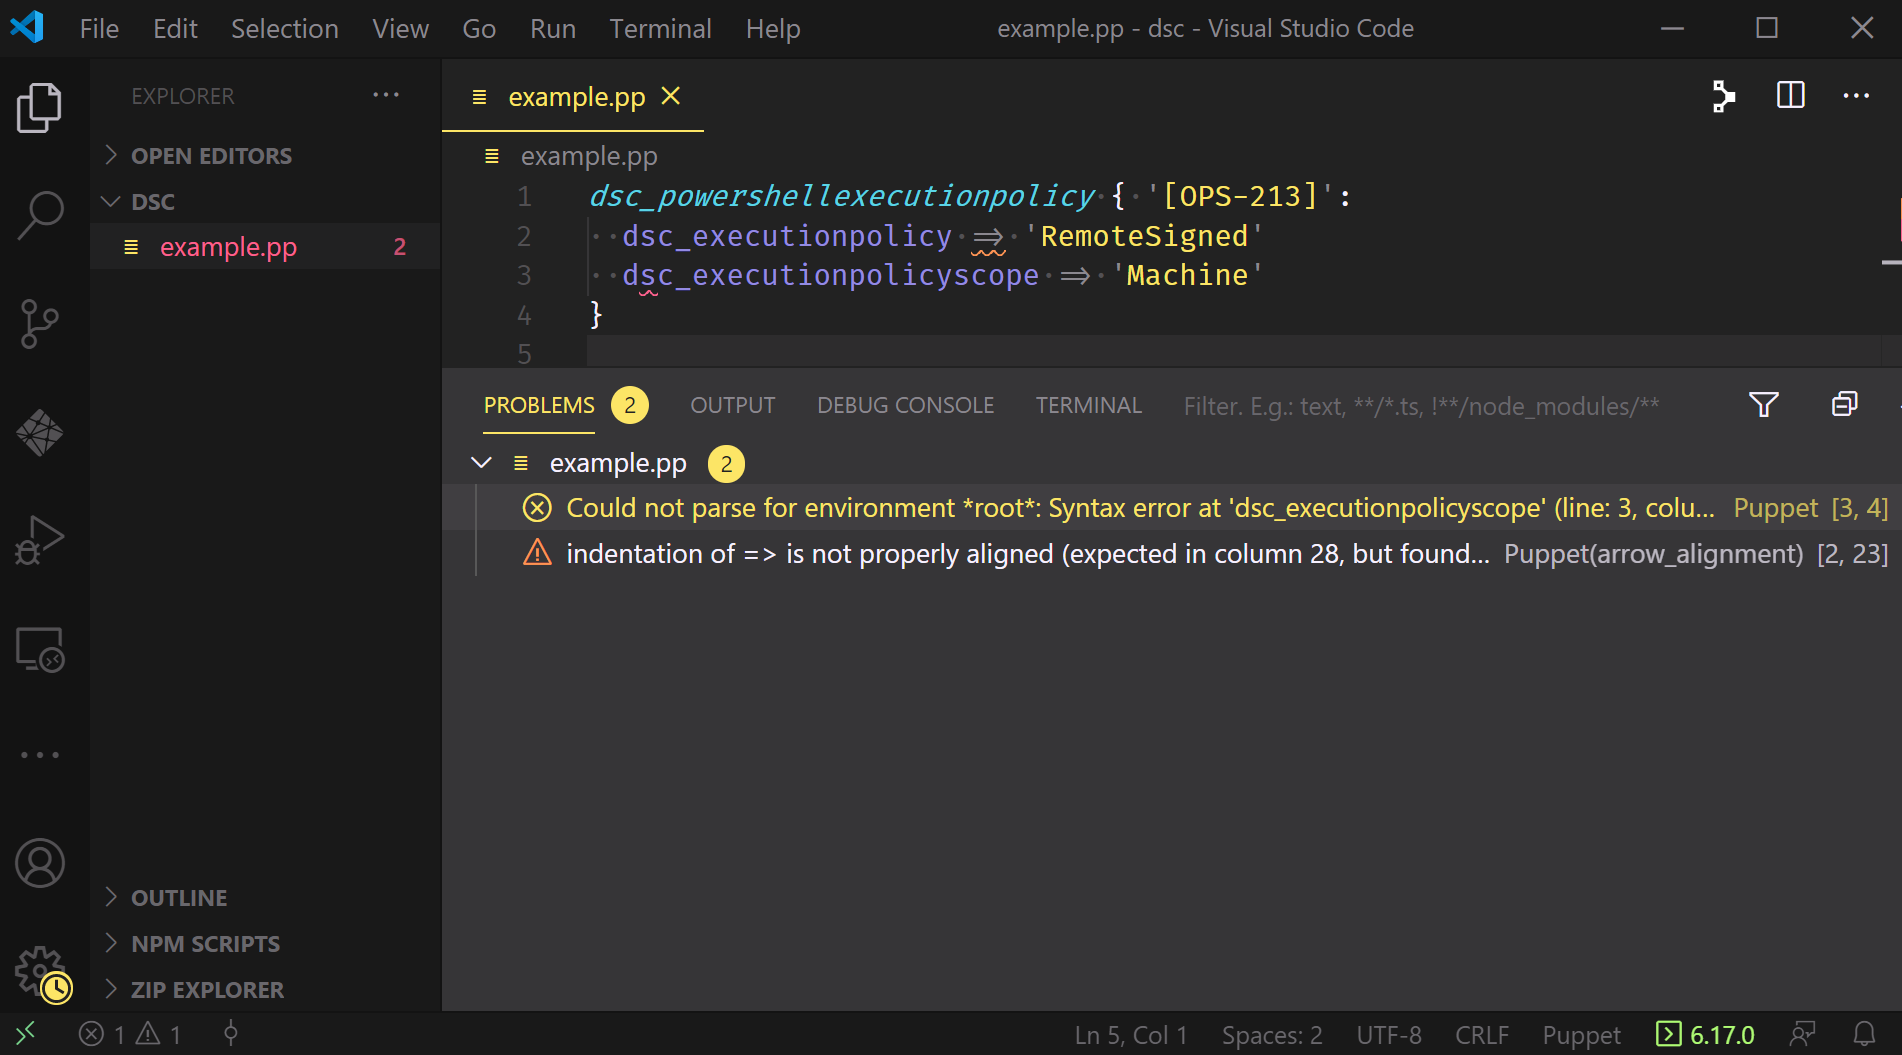 File Edit Selection View Go Run Terminal Help example.pp - dsc - Visual Studio Code
EXPLORER
OPEN EDITORS
DSC
example.pp 2
OUTLINE
NPM SCRIPTS
ZIP EXPLORER
example.pp
example.pp
1 dsc_powershellexecutionpolicy { '[OPS-213]':
2 dsc_executionpolicy => 'RemoteSigned'
3 dsc_executionpolicyscope => 'Machine'
4 }
5
PROBLEMS 2 OUTPUT DEBUG CONSOLE TERMINAL Filter. E.g.: text, **/*.ts, !**/node_modules/**
example.pp 2
Could not parse for environment *root*: Syntax error at 'dsc_executionpolicyscope' (line: 3, colu... Puppet [3, 4]
indentation of => is not properly aligned (expected in column 28, but found... Puppet(arrow_alignment) [2, 23]
1 1 Ln 5, Col 1 Spaces: 2 UTF-8 CRLF Puppet 6.17.0